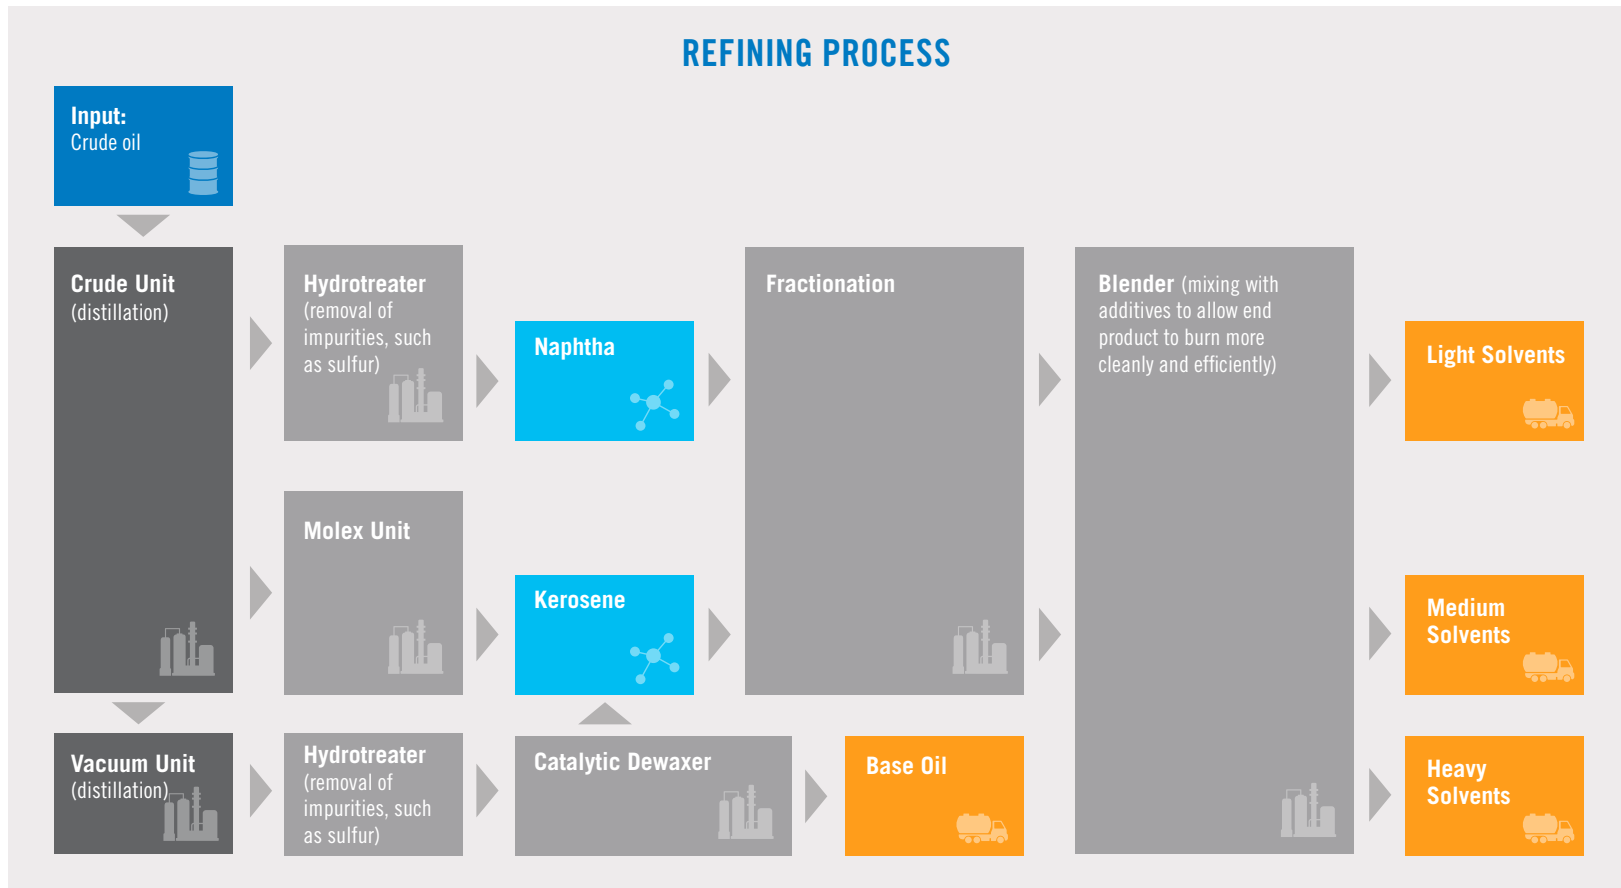 REFINING PROCESS
Input:
Crude oil
Crude Unit
(distillation)
Hydrotreater
(removal of
impurities, such
as sulfur)
Naphtha
Fractionation
Blender (mixing with
additives to allow end
product to burn more
cleanly and efficiently)
Light Solvents
Molex Unit
Kerosene
Medium
Solvents
Vacuum Unit
(distillation)
Hydrotreater
(removal of
impurities, such
as sulfur)
Catalytic Dewaxer
Base Oil
Heavy
Solvents